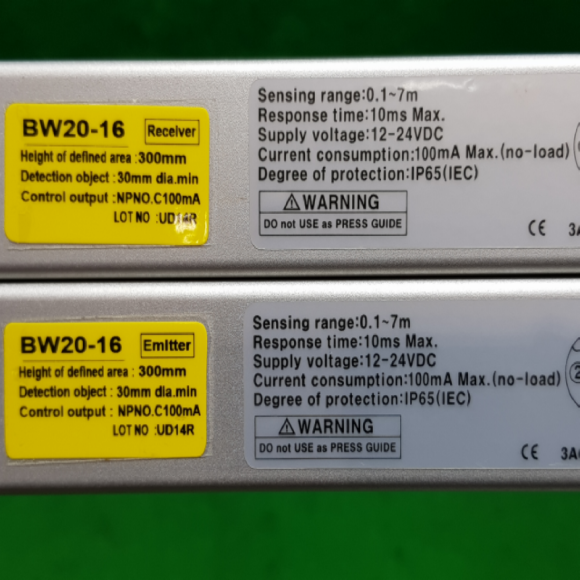 BW20-16 Receiver
Height of defined area :300mm
Detection object :30mm dia.min
Control output :NPNO.C100mA
LOT NO :UD14R
Sensing range:0.1~7m
Response time:10ms Max.
Supply voltage:12-24VDC
Current consumption:100mA Max.(no-load)
Degree of protection:IP65(IEC)
⚠WARNING
DO not USE as PRESS GUIDE
CE
BW20-16 Emitter
Height of defined area : 300mm
Detection object : 30mm dia.min
Control output : NPNO.C100mA
LOT NO :UD14R
Sensing range:0.1~7m
Response time:10ms Max.
Supply voltage:12-24VDC
Current consumption:100mA Max.(no-load)
Degree of protection:IP65(IEC)
⚠WARNING
DO not USE as PRESS GUIDE
CE